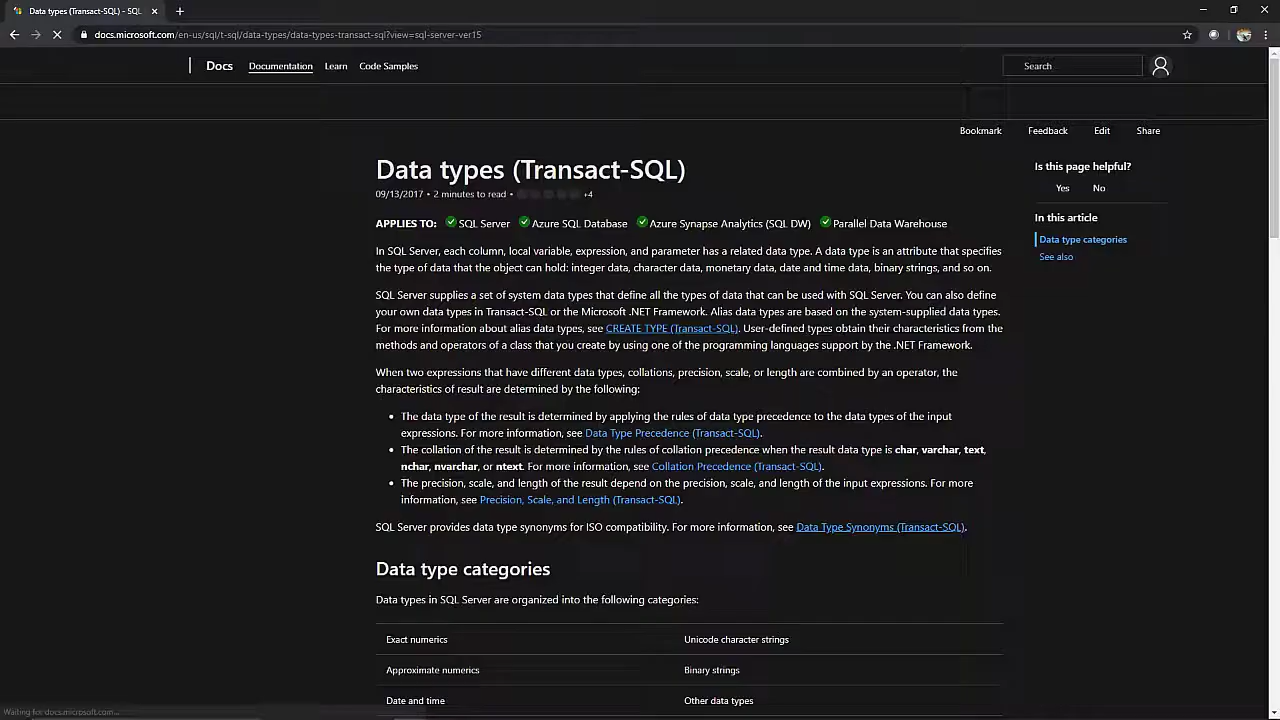 Data types (Transact-SQL) - SQL
docs.microsoft.com/en-us/sql/t-sql/data-types/data-types-transact-sql?view=sql-server-ver15
Docs Documentation Learn Code Samples Search
Bookmark Feedback Edit Share
Data types (Transact-SQL)
09/13/2017 • 2 minutes to read • +4
APPLIES TO: SQL Server Azure SQL Database Azure Synapse Analytics (SQL DW) Parallel Data Warehouse
In SQL Server, each column, local variable, expression, and parameter has a related data type. A data type is an attribute that specifies
the type of data that the object can hold: integer data, character data, monetary data, date and time data, binary strings, and so on.
SQL Server supplies a set of system data types that define all the types of data that can be used with SQL Server. You can also define
your own data types in Transact-SQL or the Microsoft .NET Framework. Alias data types are based on the system-supplied data types.
For more information about alias data types, see CREATE TYPE (Transact-SQL). User-defined types obtain their characteristics from the
methods and operators of a class that you create by using one of the programming languages support by the .NET Framework.
When two expressions that have different data types, collations, precision, scale, or length are combined by an operator, the
characteristics of result are determined by the following:
• The data type of the result is determined by applying the rules of data type precedence to the data types of the input
expressions. For more information, see Data Type Precedence (Transact-SQL).
• The collation of the result is determined by the rules of collation precedence when the result data type is char, varchar, text,
nchar, nvarchar, or ntext. For more information, see Collation Precedence (Transact-SQL).
• The precision, scale, and length of the result depend on the precision, scale, and length of the input expressions. For more
information, see Precision, Scale, and Length (Transact-SQL).
SQL Server provides data type synonyms for ISO compatibility. For more information, see Data Type Synonyms (Transact-SQL).
Data type categories
Data types in SQL Server are organized into the following categories:
Exact numerics Unicode character strings
Approximate numerics Binary strings
Date and time Other data types
Is this page helpful?
Yes No
In this article
Data type categories
See also
Waiting for docs.microsoft.com...